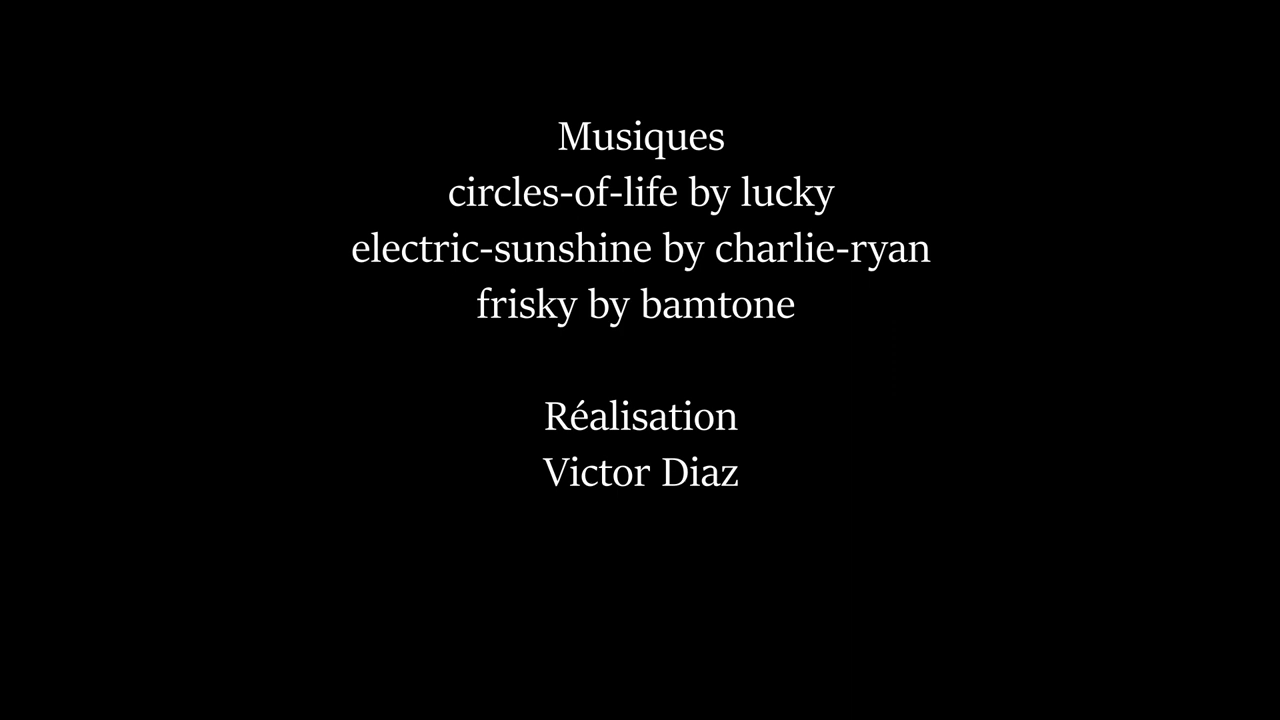 Musiques
circles-of-life by lucky
electric-sunshine by charlie-ryan
frisky by bamtone
Réalisation
Victor Diaz